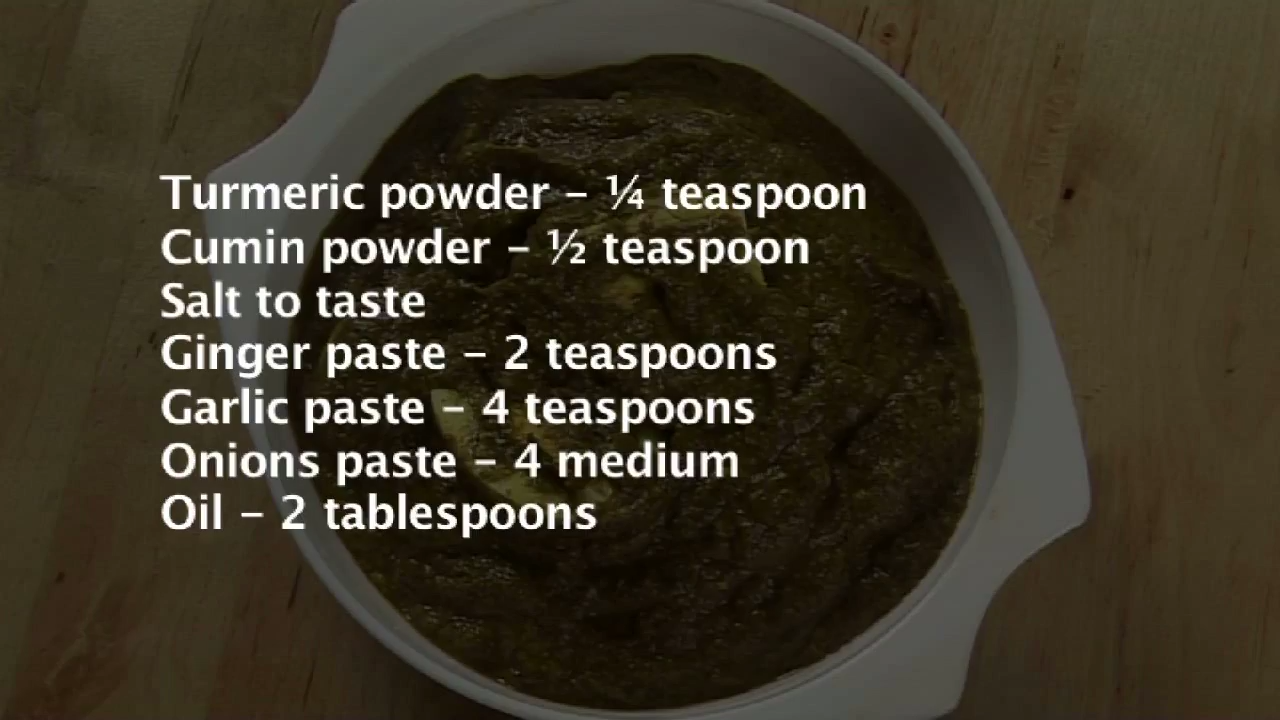 Turmeric powder – ¼ teaspoon
Cumin powder – ½ teaspoon
Salt to taste
Ginger paste – 2 teaspoons
Garlic paste – 4 teaspoons
Onions paste – 4 medium
Oil – 2 tablespoons